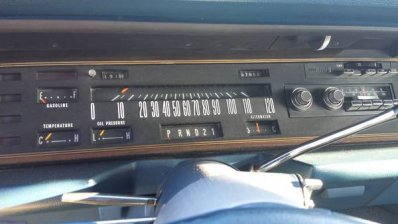 GASOLINE
0 10 20 30 40 50 60 70 80 90 100 110 120
TEMPERATURE
OIL PRESSURE
ALTERNATOR
C H
P R N D 2 1